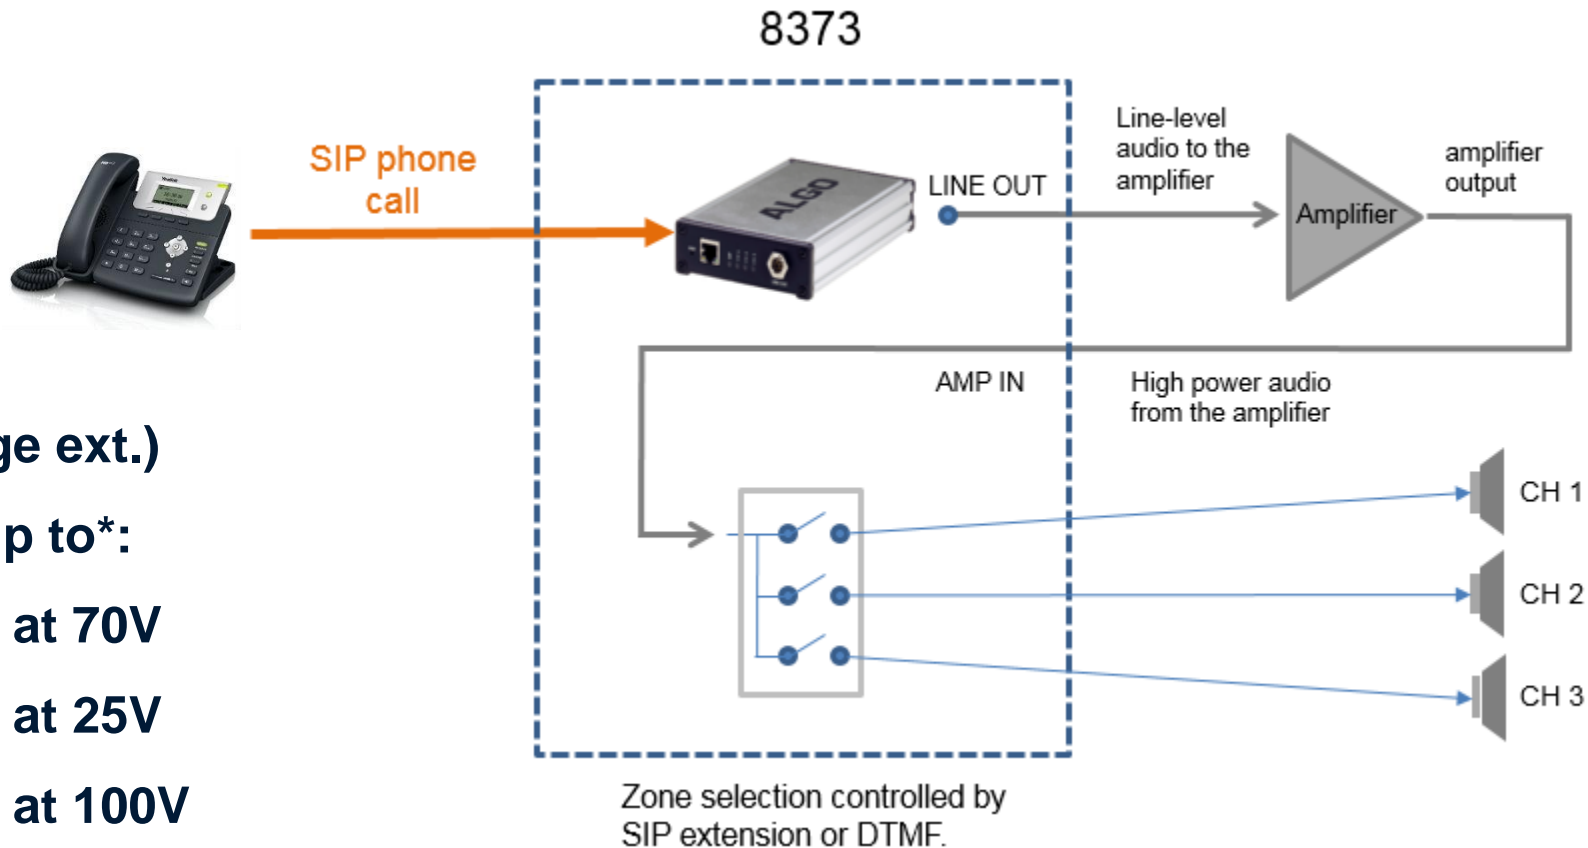 8373
SIP phone
call
ALGO
LINE OUT
Line-level
audio to the
amplifier
Amplifier
amplifier
output
AMP IN
High power audio
from the amplifier
ge ext.)
p to*:
at 70V
at 25V
at 100V
CH 1
CH 2
CH 3
Zone selection controlled by
SIP extension or DTMF.